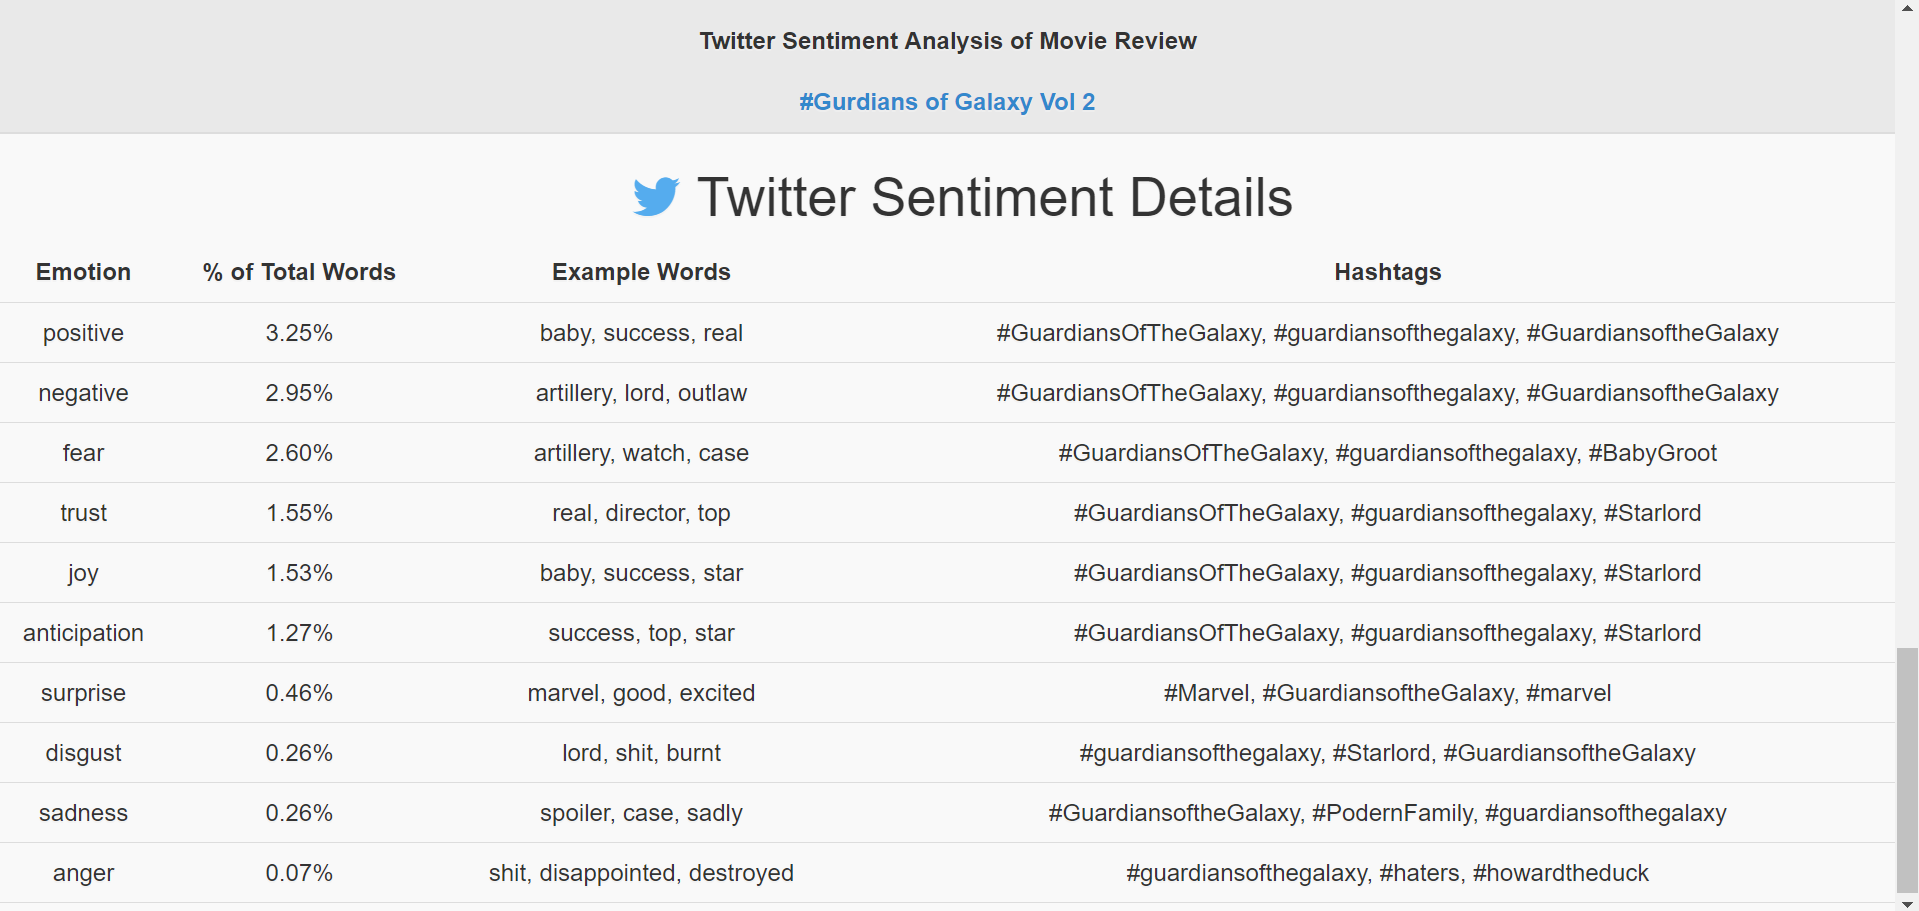 Twitter Sentiment Analysis of Movie Review
#Gurdians of Galaxy Vol 2
Twitter Sentiment Details
Emotion % of Total Words Example Words Hashtags
positive 3.25% baby, success, real #GuardiansOfTheGalaxy, #guardiansofthegalaxy, #GuardiansoftheGalaxy
negative 2.95% artillery, lord, outlaw #GuardiansOfTheGalaxy, #guardiansofthegalaxy, #GuardiansoftheGalaxy
fear 2.60% artillery, watch, case #GuardiansOfTheGalaxy, #guardiansofthegalaxy, #BabyGroot
trust 1.55% real, director, top #GuardiansOfTheGalaxy, #guardiansofthegalaxy, #Starlord
joy 1.53% baby, success, star #GuardiansOfTheGalaxy, #guardiansofthegalaxy, #Starlord
anticipation 1.27% success, top, star #GuardiansOfTheGalaxy, #guardiansofthegalaxy, #Starlord
surprise 0.46% marvel, good, excited #Marvel, #GuardiansoftheGalaxy, #marvel
disgust 0.26% lord, shit, burnt #guardiansofthegalaxy, #Starlord, #GuardiansoftheGalaxy
sadness 0.26% spoiler, case, sadly #GuardiansoftheGalaxy, #PodernFamily, #guardiansofthegalaxy
anger 0.07% shit, disappointed, destroyed #guardiansofthegalaxy, #haters, #howardtheduck